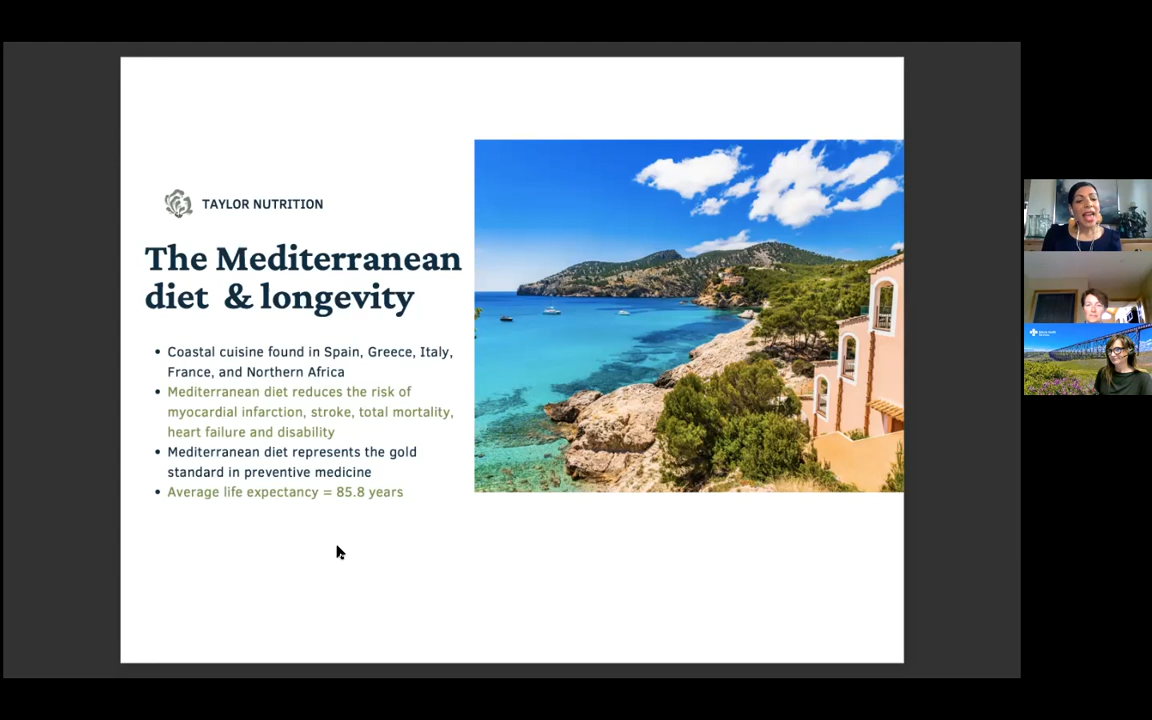 TAYLOR NUTRITION
The Mediterranean
diet & longevity
• Coastal cuisine found in Spain, Greece, Italy,
France, and Northern Africa
• Mediterranean diet reduces the risk of
myocardial infarction, stroke, total mortality,
heart failure and disability
• Mediterranean diet represents the gold
standard in preventive medicine
• Average life expectancy = 85.8 years